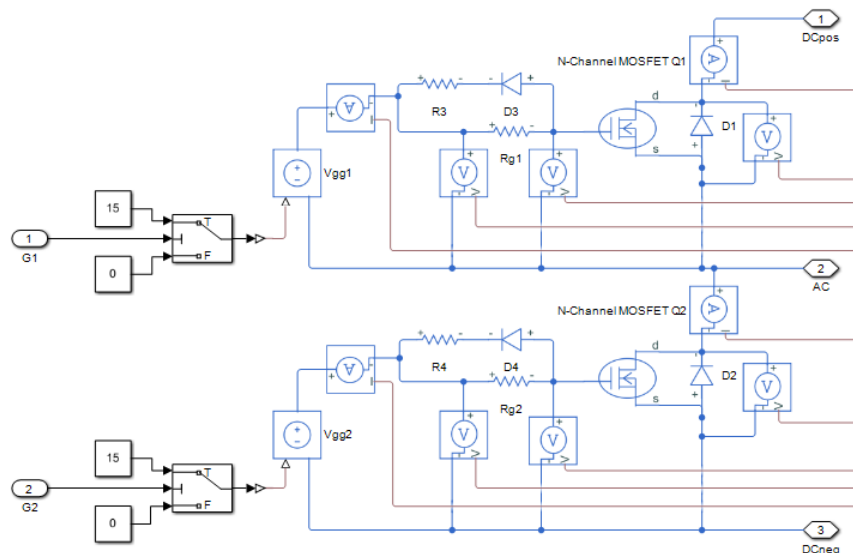 1
DCpos
N-Channel MOSFET Q1
A
R3
D3
d
D1
V
A
s
Rg1
Vgg1
V
V
15
T
1
G1
F
0
2
AC
N-Channel MOSFET Q2
A
R4
D4
d
D2
V
A
s
Rg2
Vgg2
V
V
15
T
2
G2
F
0
3
DCneg